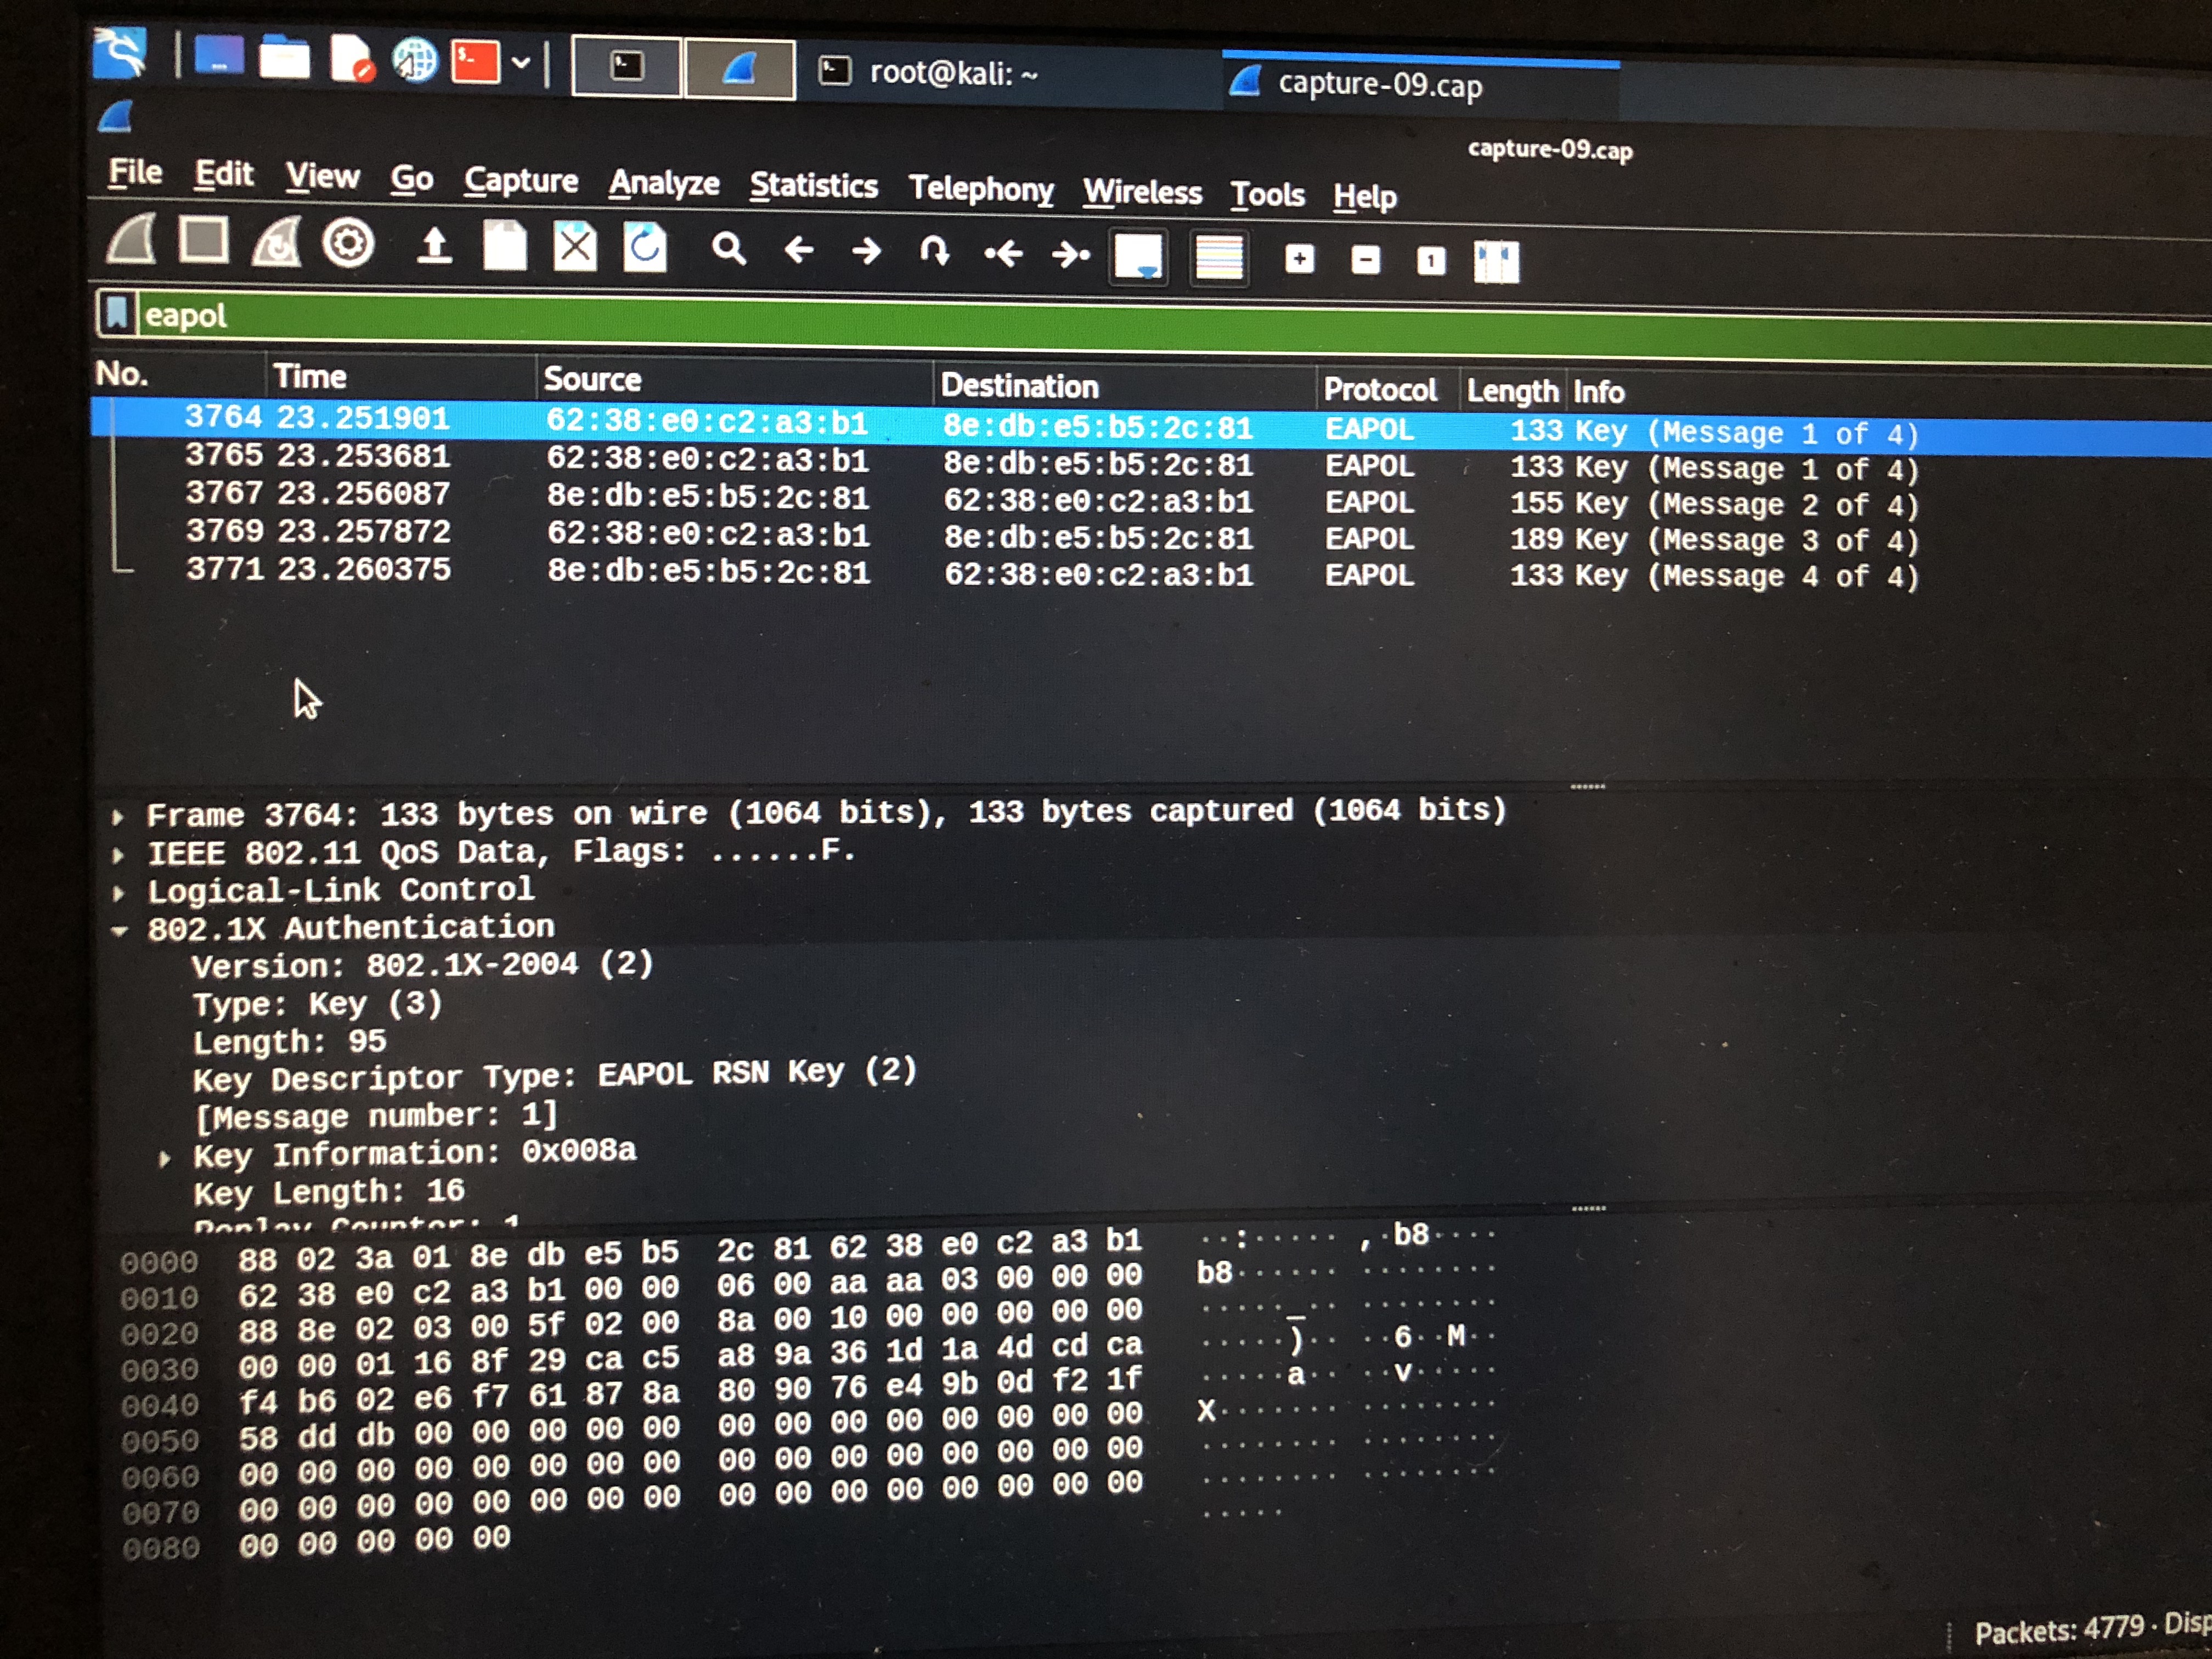 root@kali: ~
capture-09.cap
capture-09.cap
File Edit View Go Capture Analyze Statistics Telephony Wireless Tools Help
eapol
No. Time Source Destination Protocol Length Info
3764 23.251901 62:38:e0:c2:a3:b1 8e:db:e5:b5:2c:81 EAPOL 133 Key (Message 1 of 4)
3765 23.253681 62:38:e0:c2:a3:b1 8e:db:e5:b5:2c:81 EAPOL 133 Key (Message 1 of 4)
3767 23.256087 8e:db:e5:b5:2c:81 62:38:e0:c2:a3:b1 EAPOL 155 Key (Message 2 of 4)
3769 23.257872 62:38:e0:c2:a3:b1 8e:db:e5:b5:2c:81 EAPOL 189 Key (Message 3 of 4)
3771 23.260375 8e:db:e5:b5:2c:81 62:38:e0:c2:a3:b1 EAPOL 133 Key (Message 4 of 4)
Frame 3764: 133 bytes on wire (1064 bits), 133 bytes captured (1064 bits)
IEEE 802.11 QoS Data, Flags: ......F.
Logical-Link Control
802.1X Authentication
Version: 802.1X-2004 (2)
Type: Key (3)
Length: 95
Key Descriptor Type: EAPOL RSN Key (2)
[Message number: 1]
Key Information: 0x008a
Key Length: 16
Replay Counter: 1
0000 88 02 3a 01 8e db e5 b5 2c 81 62 38 e0 c2 a3 b1 ··:····· ,·b8····
0010 62 38 e0 c2 a3 b1 00 00 06 00 aa aa 03 00 00 00 b8······ ········
0020 88 8e 02 03 00 5f 02 00 8a 00 10 00 00 00 00 00 ·····_·· ········
0030 00 00 01 16 8f 29 ca c5 a8 9a 36 1d 1a 4d cd ca ·····)·· ··6··M··
0040 f4 b6 02 e6 f7 61 87 8a 80 90 76 e4 9b 0d f2 1f ·····a·· ··v·····
0050 58 dd db 00 00 00 00 00 00 00 00 00 00 00 00 00 X······· ········
0060 00 00 00 00 00 00 00 00 00 00 00 00 00 00 00 00 ········ ········
0070 00 00 00 00 00 00 00 00 00 00 00 00 00 00 00 00 ········ ········
0080 00 00 00 00 00 ·····
Packets: 4779 ·